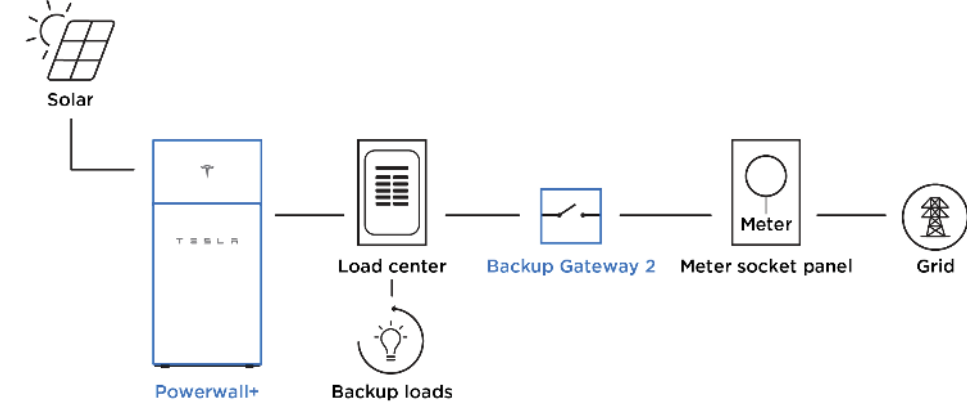 Solar
TESLA
Meter
Load center
Backup Gateway 2
Meter socket panel
Grid
Powerwall+
Backup loads